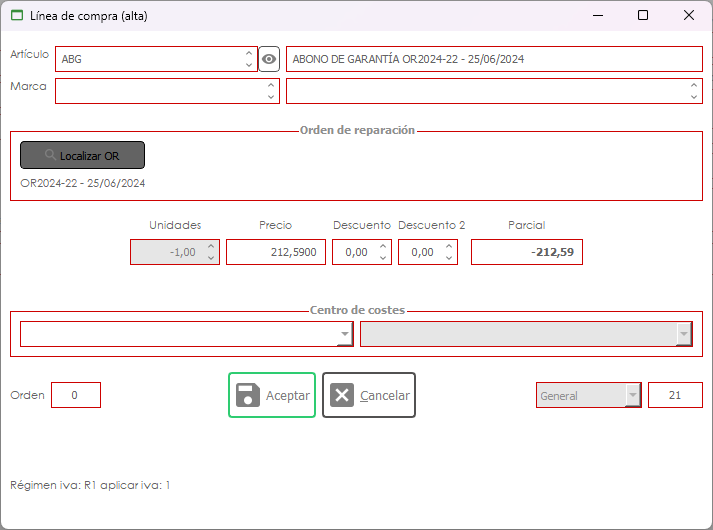 Línea de compra (alta)
Artículo ABG ABONO DE GARANTÍA OR2024-22 - 25/06/2024
Marca
Orden de reparación
Localizar OR
OR2024-22 - 25/06/2024
Unidades Precio Descuento Descuento 2 Parcial
-1,00 212,5900 0,00 0,00 -212,59
Centro de costes
Orden 0 Aceptar Cancelar General 21
Régimen iva: R1 aplicar iva: 1